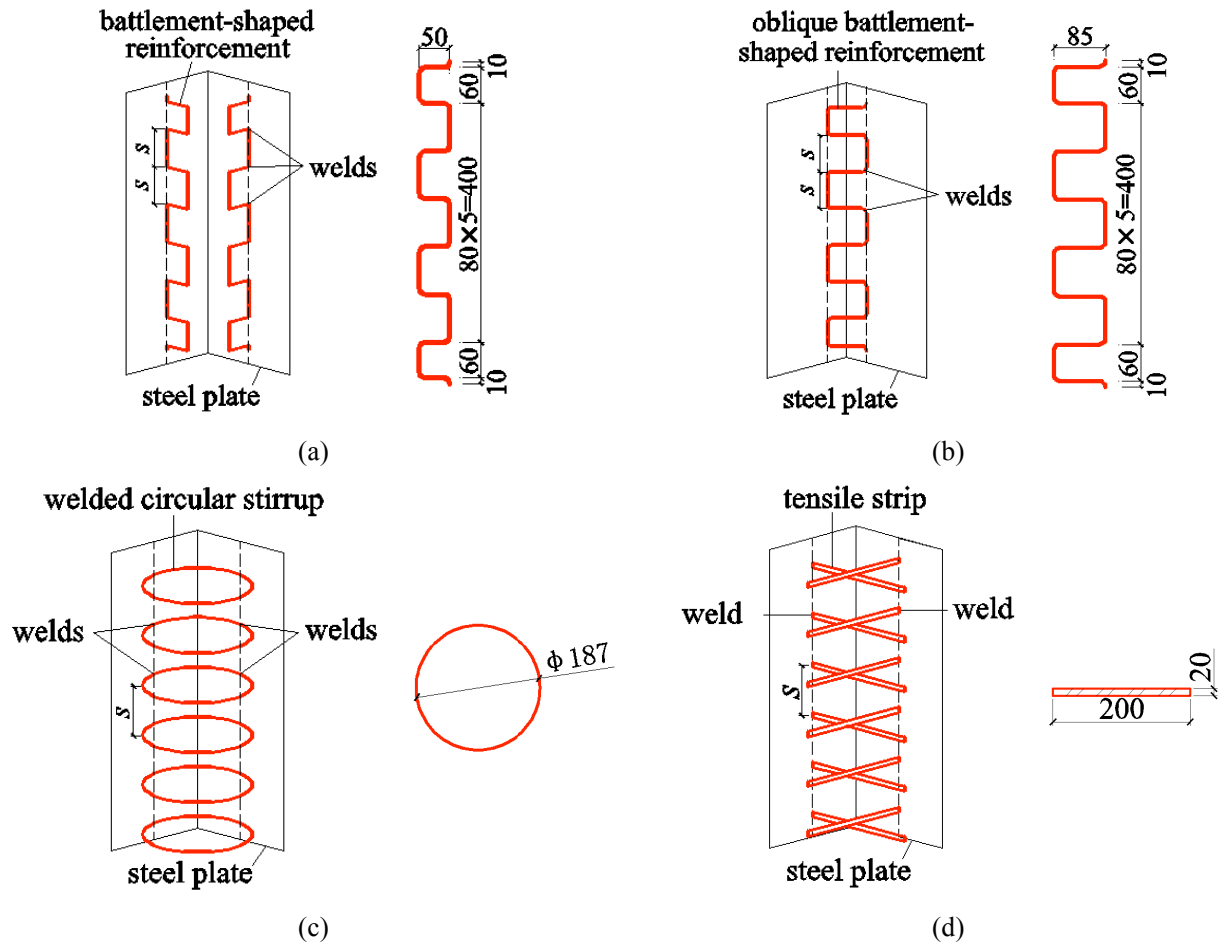 battlement-shaped
reinforcement
50
10
60
s
s
welds
80×5=400
60
10
steel plate
(a)
oblique battlement-
shaped reinforcement
85
10
60
s
s
welds
80×5=400
60
10
steel plate
(b)
welded circular stirrup
welds
welds
s
ϕ 187
steel plate
(c)
tensile strip
weld
weld
s
20
200
steel plate
(d)